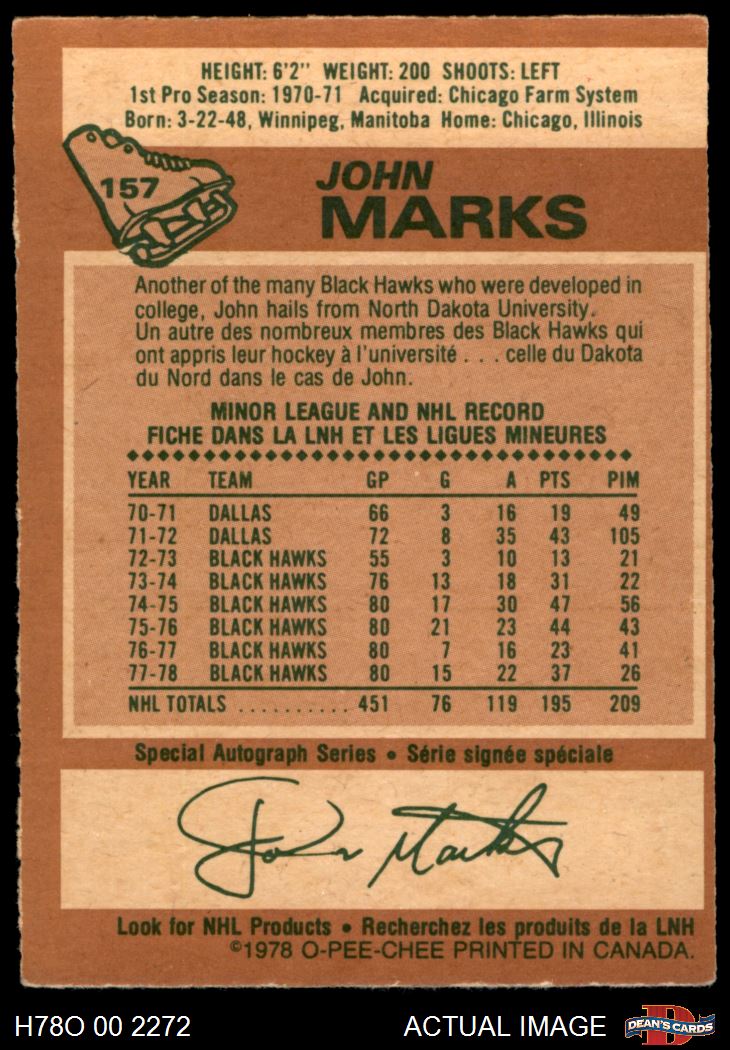 HEIGHT: 6'2" WEIGHT: 200 SHOOTS: LEFT
1st Pro Season: 1970-71 Acquired: Chicago Farm System
Born: 3-22-48, Winnipeg, Manitoba Home: Chicago, Illinois
157
JOHN
MARKS
Another of the many Black Hawks who were developed in
college, John hails from North Dakota University.
Un autre des nombreux membres des Black Hawks qui
ont appris leur hockey à l'université . . . celle du Dakota
du Nord dans le cas de John.
MINOR LEAGUE AND NHL RECORD
FICHE DANS LA LNH ET LES LIGUES MINEURES
YEAR TEAM GP G A PTS PIM
70-71 DALLAS 66 3 16 19 49
71-72 DALLAS 72 8 35 43 105
72-73 BLACK HAWKS 55 3 10 13 21
73-74 BLACK HAWKS 76 13 18 31 22
74-75 BLACK HAWKS 80 17 30 47 56
75-76 BLACK HAWKS 80 21 23 44 43
76-77 BLACK HAWKS 80 7 16 23 41
77-78 BLACK HAWKS 80 15 22 37 26
NHL TOTALS .......... 451 76 119 195 209
Special Autograph Series • Série signée spéciale
John Marks
Look for NHL Products • Recherchez les produits de la LNH
©1978 O-PEE-CHEE PRINTED IN CANADA.
H78O 00 2272 ACTUAL IMAGE D DEAN'S CARDS